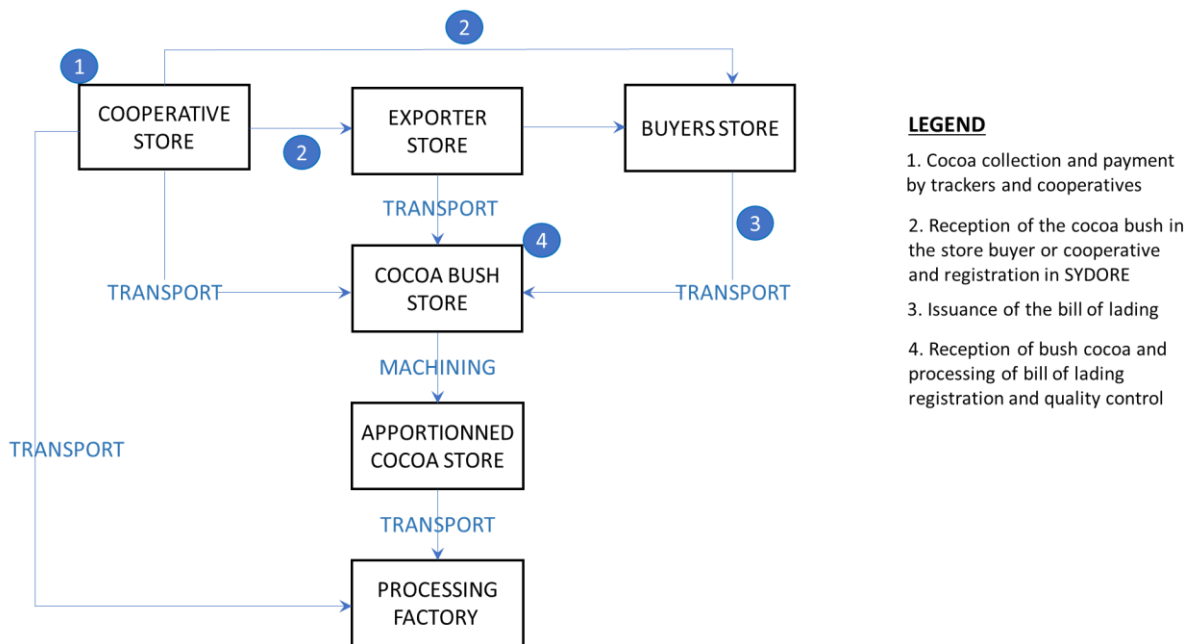 2
1
COOPERATIVE
STORE
EXPORTER
STORE
BUYERS STORE
2
TRANSPORT
3
4
COCOA BUSH
STORE
TRANSPORT
TRANSPORT
MACHINING
APPORTIONNED
COCOA STORE
TRANSPORT
TRANSPORT
PROCESSING
FACTORY
LEGEND
1. Cocoa collection and payment
by trackers and cooperatives
2. Reception of the cocoa bush in
the store buyer or cooperative
and registration in SYDORE
3. Issuance of the bill of lading
4. Reception of bush cocoa and
processing of bill of lading
registration and quality control